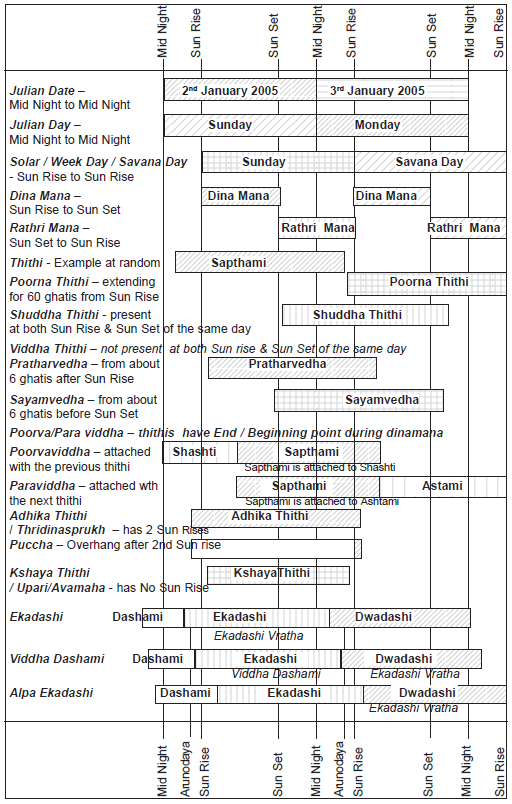 Mid Night
Sun Rise
Sun Set
Mid Night
Sun Rise
Sun Set
Mid Night
Sun Rise
Julian Date – 2nd January 2005 3rd January 2005
Mid Night to Mid Night
Julian Day – Sunday Monday
Mid Night to Mid Night
Solar / Week Day / Savana Day Sunday Savana Day
- Sun Rise to Sun Rise
Dina Mana – Dina Mana Dina Mana
Sun Rise to Sun Set
Rathri Mana – Rathri Mana Rathri Mana
Sun Set to Sun Rise
Thithi - Example at random Sapthami
Poorna Thithi – extending Poorna Thithi
for 60 ghatis from Sun Rise
Shuddha Thithi - present Shuddha Thithi
at both Sun Rise & Sun Set of the same day
Viddha Thithi – not present at both Sun rise & Sun Set of the same day
Pratharvedha – from about Pratharvedha
6 ghatis after Sun Rise
Sayamvedha – from about Sayamvedha
6 ghatis before Sun Set
Poorva/Para viddha – thithis have End / Beginning point during dinamana
Poorvaviddha – attached Shashti Sapthami
with the previous thithi Sapthami is attached to Shashti
Paraviddha – attached wth Sapthami Astami
the next thithi Sapthami is attached to Ashtami
Adhika Thithi Adhika Thithi
/ Thridinasprukh – has 2 Sun Rises
Puccha – Overhang after 2nd Sun rise
Kshaya Thithi KshayaThithi
/ Upari/Avamaha - has No Sun Rise
Ekadashi Dashami Ekadashi Dwadashi
Ekadashi Vratha
Viddha Dashami Dashami Ekadashi Dwadashi
Viddha Dashami Ekadashi Vratha
Alpa Ekadashi Dashami Ekadashi Dwadashi
Ekadashi Vratha
Mid Night
Arunodaya
Sun Rise
Sun Set
Mid Night
Arunodaya
Sun Rise
Sun Set
Mid Night
Sun Rise